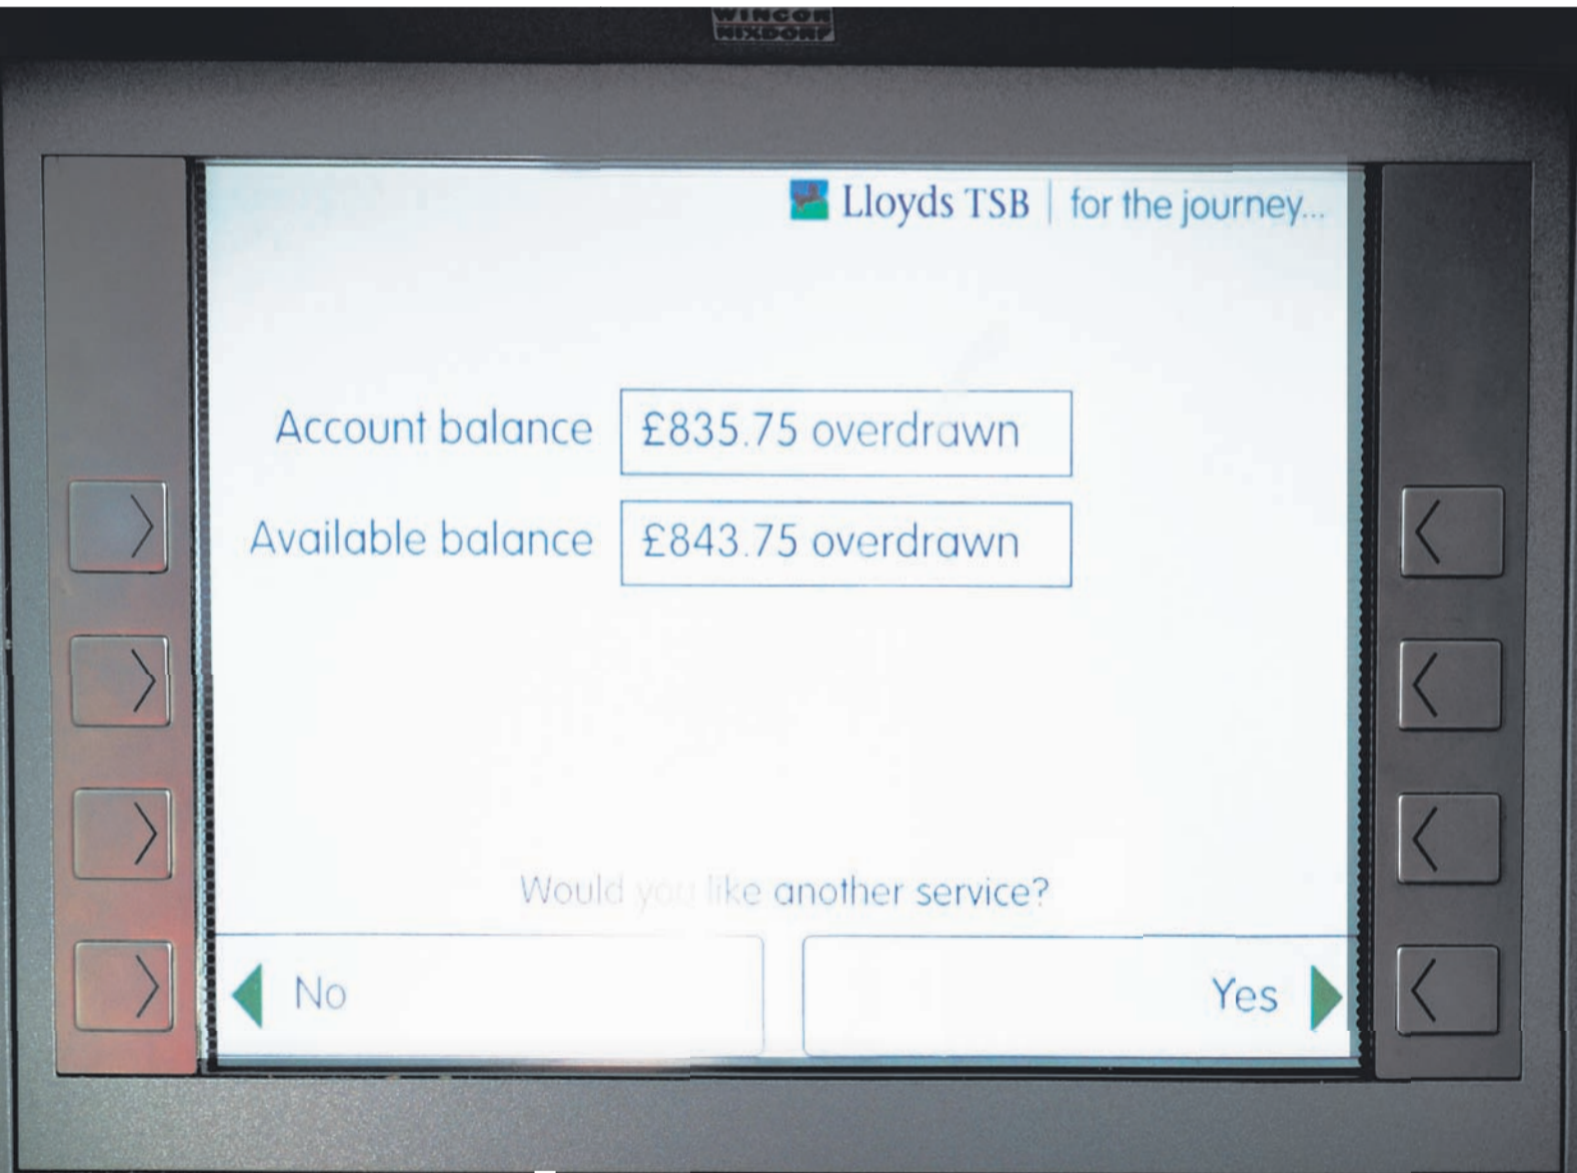 WINCOR
NIXDORF
Lloyds TSB | for the journey...
Account balance £835.75 overdrawn
Available balance £843.75 overdrawn
Would you like another service?
No
Yes